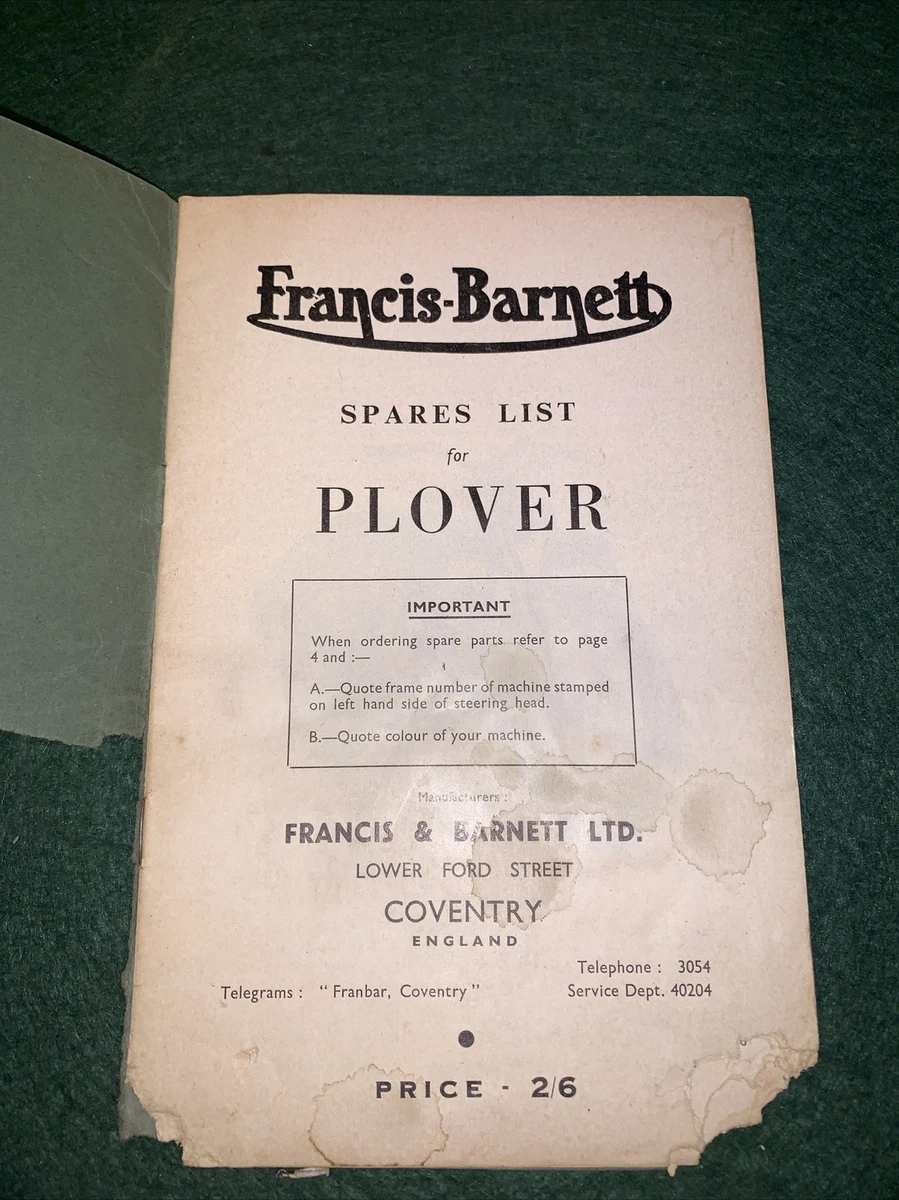 Francis-Barnett
SPARES LIST
for
PLOVER
IMPORTANT
When ordering spare parts refer to page
4 and :—
A.—Quote frame number of machine stamped
on left hand side of steering head.
B.—Quote colour of your machine.
Manufacturers :
FRANCIS & BARNETT LTD.
LOWER FORD STREET
COVENTRY
ENGLAND
Telephone : 3054
Telegrams : “ Franbar, Coventry ”
Service Dept. 40204
PRICE - 2/6